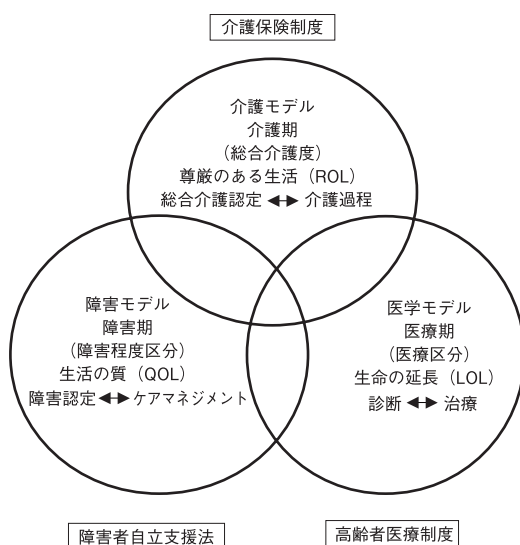 介護保険制度
介護モデル
介護期
(総合介護度)
尊厳のある生活(ROL)
総合介護認定 ◀▶ 介護過程
障害モデル
障害期
(障害程度区分)
生活の質(QOL)
障害認定◀▶ケアマネジメント
医学モデル
医療期
(医療区分)
生命の延長(LOL)
診断 ◀▶ 治療
障害者自立支援法
高齢者医療制度